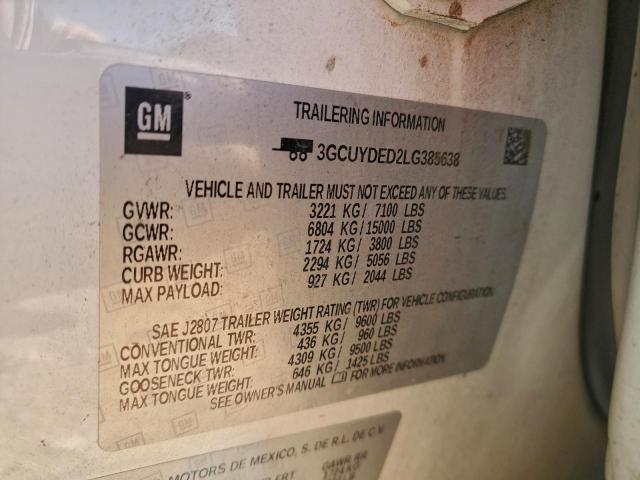 GM
TRAILERING INFORMATION
3GCUYDED2LG385638
VEHICLE AND TRAILER MUST NOT EXCEED ANY OF THESE VALUES.
GVWR: 3221 KG/ 7100 LBS
GCWR: 6804 KG/15000 LBS
RGAWR: 1724 KG/ 3800 LBS
CURB WEIGHT: 2294 KG/ 5056 LBS
MAX PAYLOAD: 927 KG/ 2044 LBS
SAE J2807 TRAILER WEIGHT RATING (TWR) FOR VEHICLE CONFIGURATION.
CONVENTIONAL TWR: 4355 KG/ 9600 LBS
MAX TONGUE WEIGHT: 436 KG/ 960 LBS
GOOSENECK TWR: 4309 KG/ 9500 LBS
MAX TONGUE WEIGHT: 646 KG/ 1425 LBS
SEE OWNER'S MANUAL FOR MORE INFORMATION.
MOTORS DE MEXICO, S. DE R.L. DE C.V.
GAWR RR